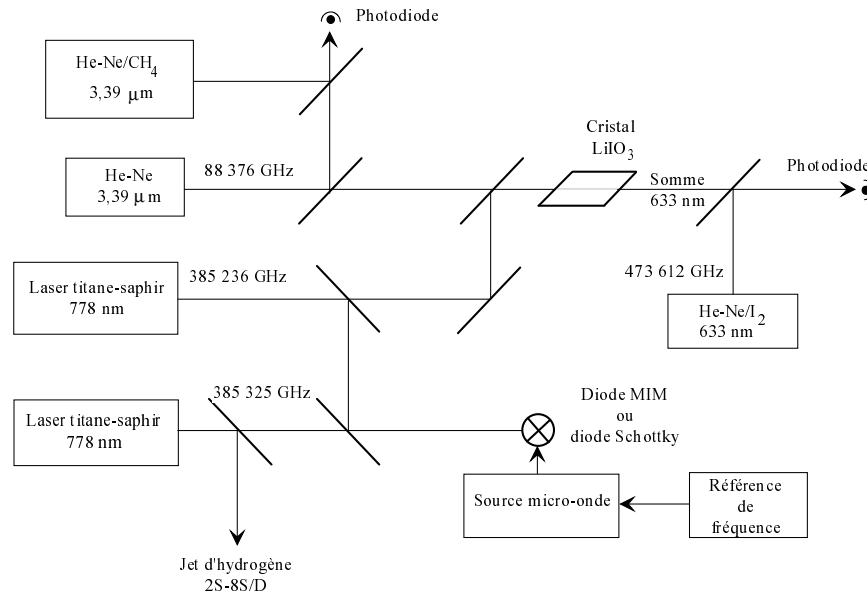 Photodiode
He-Ne/CH4
3,39 μm
He-Ne
3,39 μm
88 376 GHz
Cristal
LiIO3
Somme
633 nm
Photodiode
Laser titane-saphir
778 nm
385 236 GHz
473 612 GHz
He-Ne/I2
633 nm
Laser titane-saphir
778 nm
385 325 GHz
Diode MIM
ou
diode Schottky
Source micro-onde
Référence
de
fréquence
Jet d'hydrogène
2S-8S/D